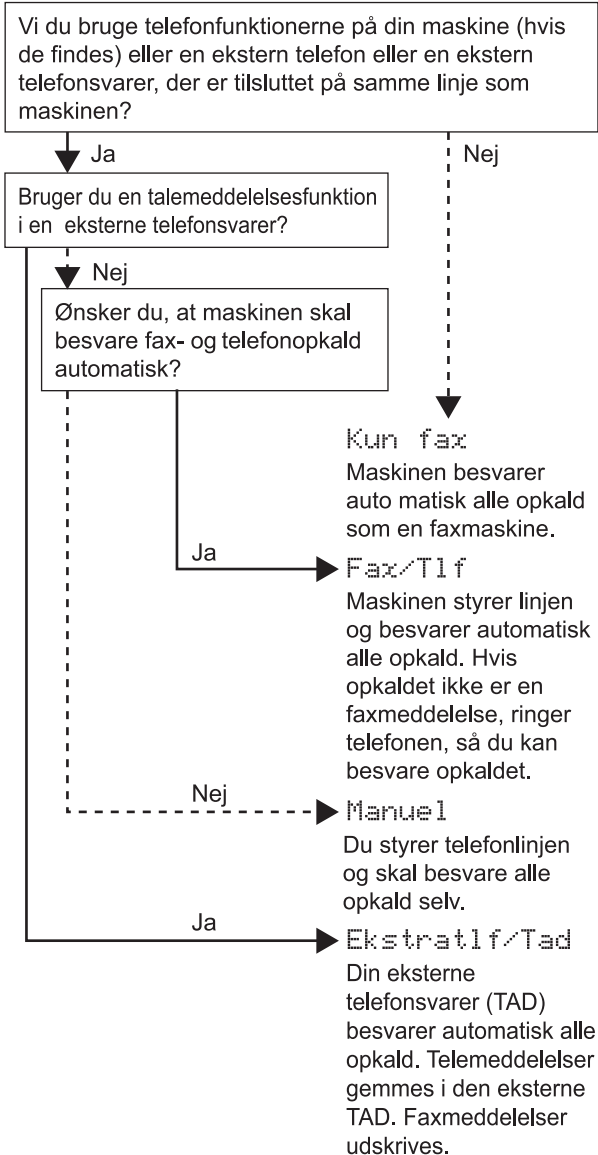 Vi du bruge telefonfunktionerne på din maskine (hvis
de findes) eller en ekstern telefon eller en ekstern
telefonsvarer, der er tilsluttet på samme linje som
maskinen?
Ja
Nej
Bruger du en talemeddelelsesfunktion
i en eksterne telefonsvarer?
Nej
Ønsker du, at maskinen skal
besvare fax- og telefonopkald
automatisk?
Kun fax
Maskinen besvarer
auto matisk alle opkald
som en faxmaskine.
Ja
Fax/Tlf
Maskinen styrer linjen
og besvarer automatisk
alle opkald. Hvis
opkaldet ikke er en
faxmeddelelse, ringer
telefonen, så du kan
besvare opkaldet.
Nej
Manuel
Du styrer telefonlinjen
og skal besvare alle
opkald selv.
Ja
Ekstratlf/Tad
Din eksterne
telefonsvarer (TAD)
besvarer automatisk alle
opkald. Telemeddelelser
gemmes i den eksterne
TAD. Faxmeddelelser
udskrives.